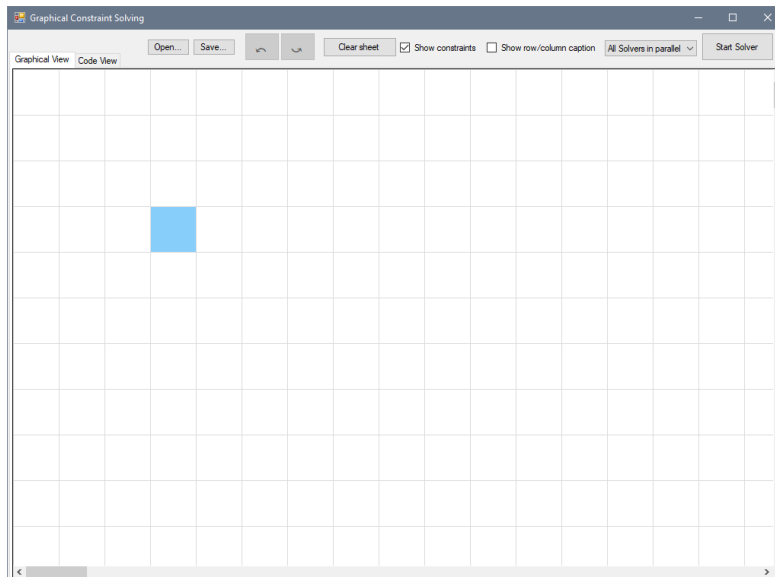 Graphical Constraint Solving
Open... Save... Clear sheet Show constraints Show row/column caption All Solvers in parallel Start Solver
Graphical View Code View